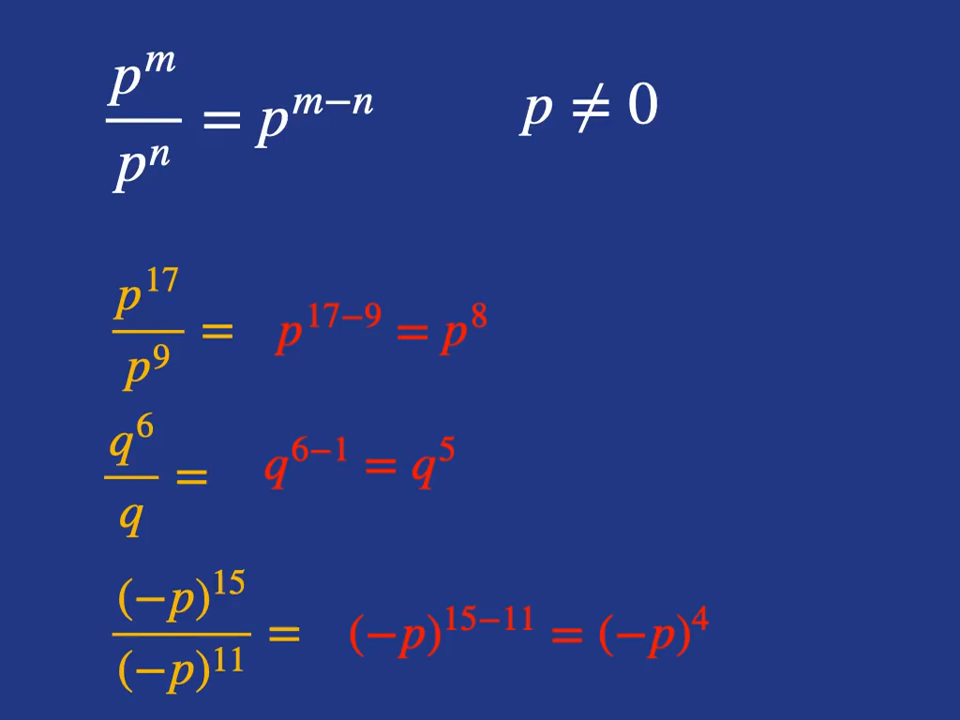 p^m/p^n = p^{m−n}    p ≠ 0
p^{17}/p^9 = p^{17−9} = p^8
q^6/q = q^{6−1} = q^5
(−p)^{15}/(−p)^{11} = (−p)^{15−11} = (−p)^4